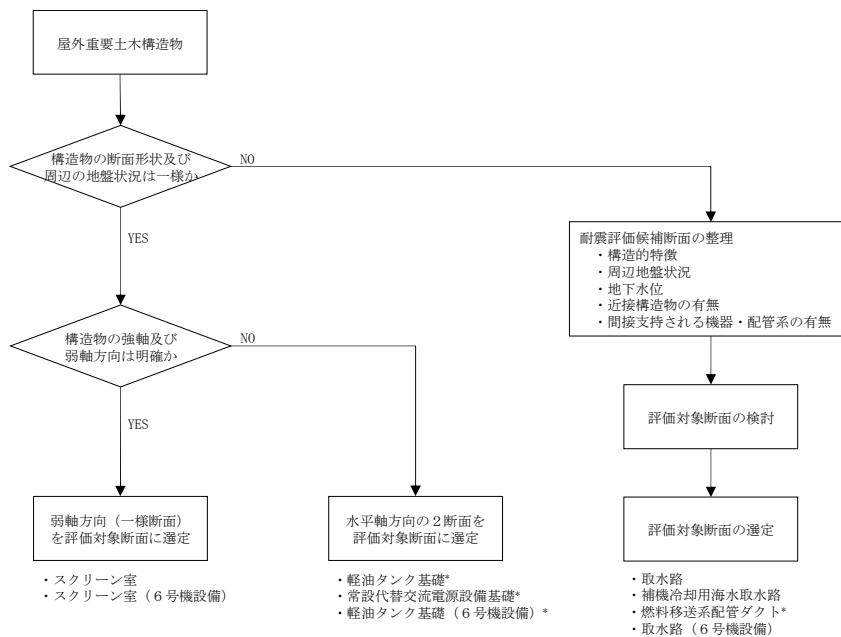 屋外重要土木構造物
構造物の断面形状及び
周辺の地盤状況は一様か
NO
YES
耐震評価候補断面の整理
・構造的特徴
・周辺地盤状況
・地下水位
・近接構造物の有無
・間接支持される機器・配管系の有無
構造物の強軸及び
弱軸方向は明確か
NO
YES
評価対象断面の検討
弱軸方向（一様断面）
を評価対象断面に選定
・スクリーン室
・スクリーン室（６号機設備）
水平軸方向の２断面を
評価対象断面に選定
・軽油タンク基礎*
・常設代替交流電源設備基礎*
・軽油タンク基礎（６号機設備）*
評価対象断面の選定
・取水路
・補機冷却用海水取水路
・燃料移送系配管ダクト*
・取水路（６号機設備）